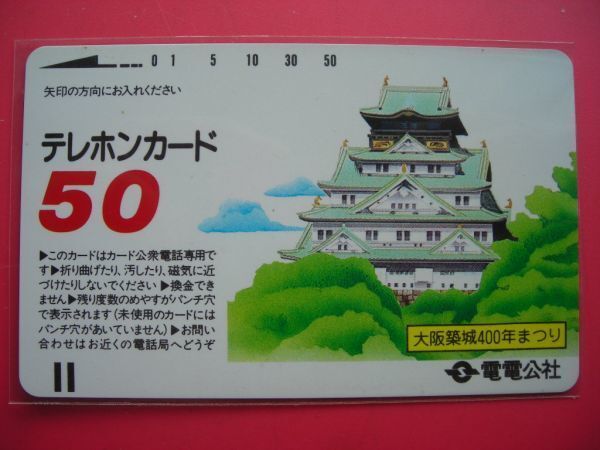 0 1 5 10 30 50
矢印の方向にお入れください
テレホンカード
50
▶このカードはカード公衆電話専用で
す▶折り曲げたり、汚したり、磁気に近
づけたりしないでください▶換金でき
ません▶残り度数のめやすがパンチ穴
で表示されます(未使用のカードには
パンチ穴があいていません)▶お問い
合わせはお近くの電話局へどうぞ
大阪築城400年まつり
電電公社